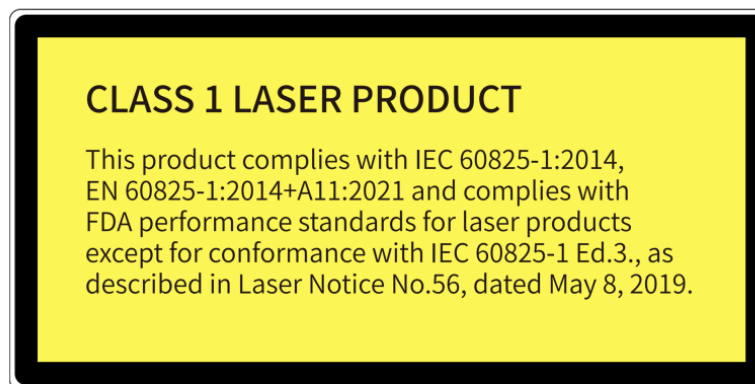 CLASS 1 LASER PRODUCT
This product complies with IEC 60825-1:2014,
EN 60825-1:2014+A11:2021 and complies with
FDA performance standards for laser products
except for conformance with IEC 60825-1 Ed.3., as
described in Laser Notice No.56, dated May 8, 2019.